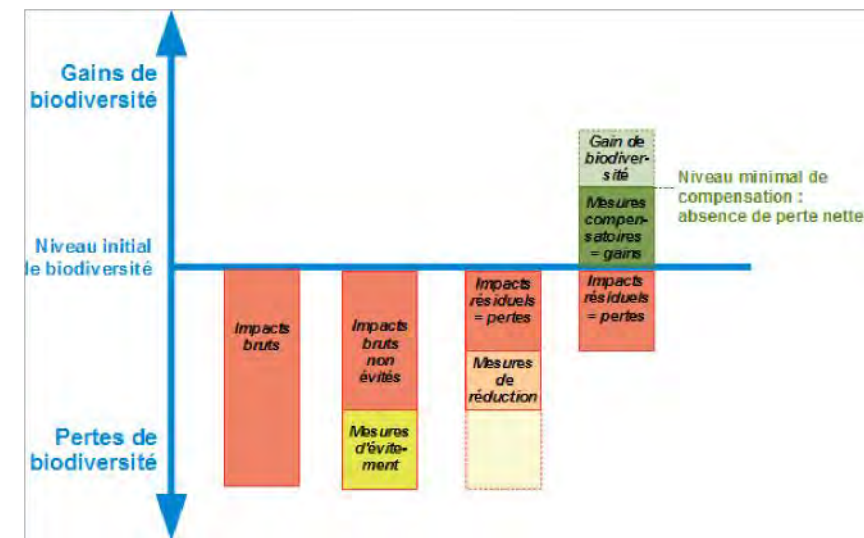 Gains de
biodiversité
Niveau initial
de biodiversité
Pertes de
biodiversité
Impacts
bruts
Impacts
bruts
non
évités
Mesures
d'évite-
ment
Impacts
résiduels
= pertes
Mesures
de
réduction
Gain de
biodiver-
sité
Mesures
compen-
satoires
= gains
Impacts
résiduels
= pertes
Niveau minimal de
compensation :
absence de perte nette